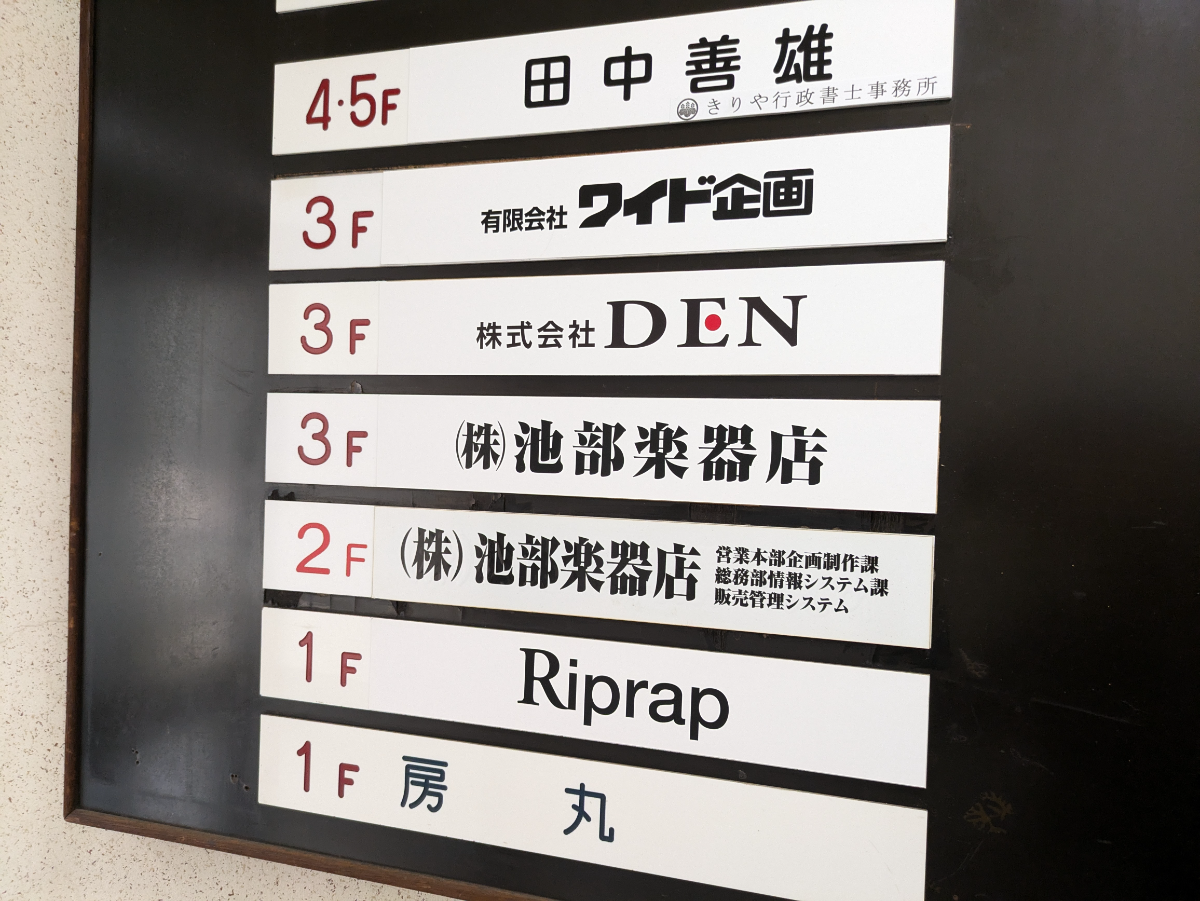 4·5F 田中善雄
きりや行政書士事務所
3F 有限会社 ワイド企画
3F 株式会社 DEN
3F (株)池部楽器店
2F (株)池部楽器店
営業本部企画制作課
総務部情報システム課
販売管理システム
1F Riprap
1F 房丸